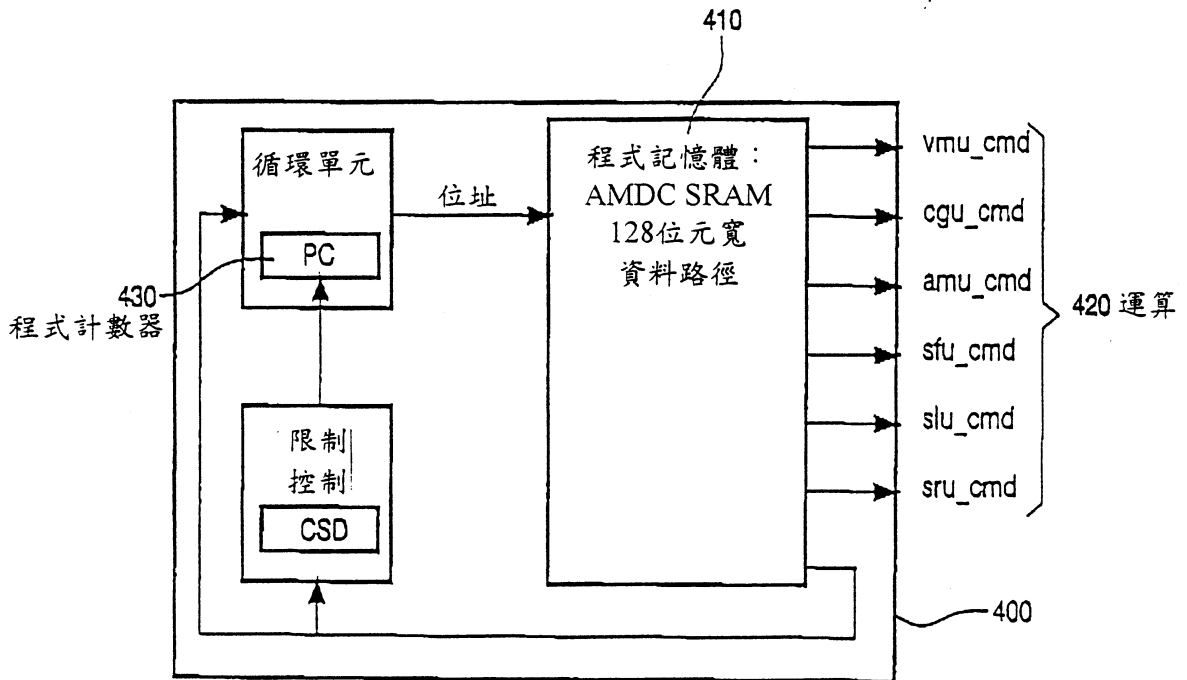 410
循環單元
PC
430
程式計數器
位址
程式記憶體：
AMDC SRAM
128位元寬
資料路徑
限制
控制
CSD
vmu_cmd
cgu_cmd
amu_cmd
sfu_cmd
slu_cmd
sru_cmd
420 運算
400